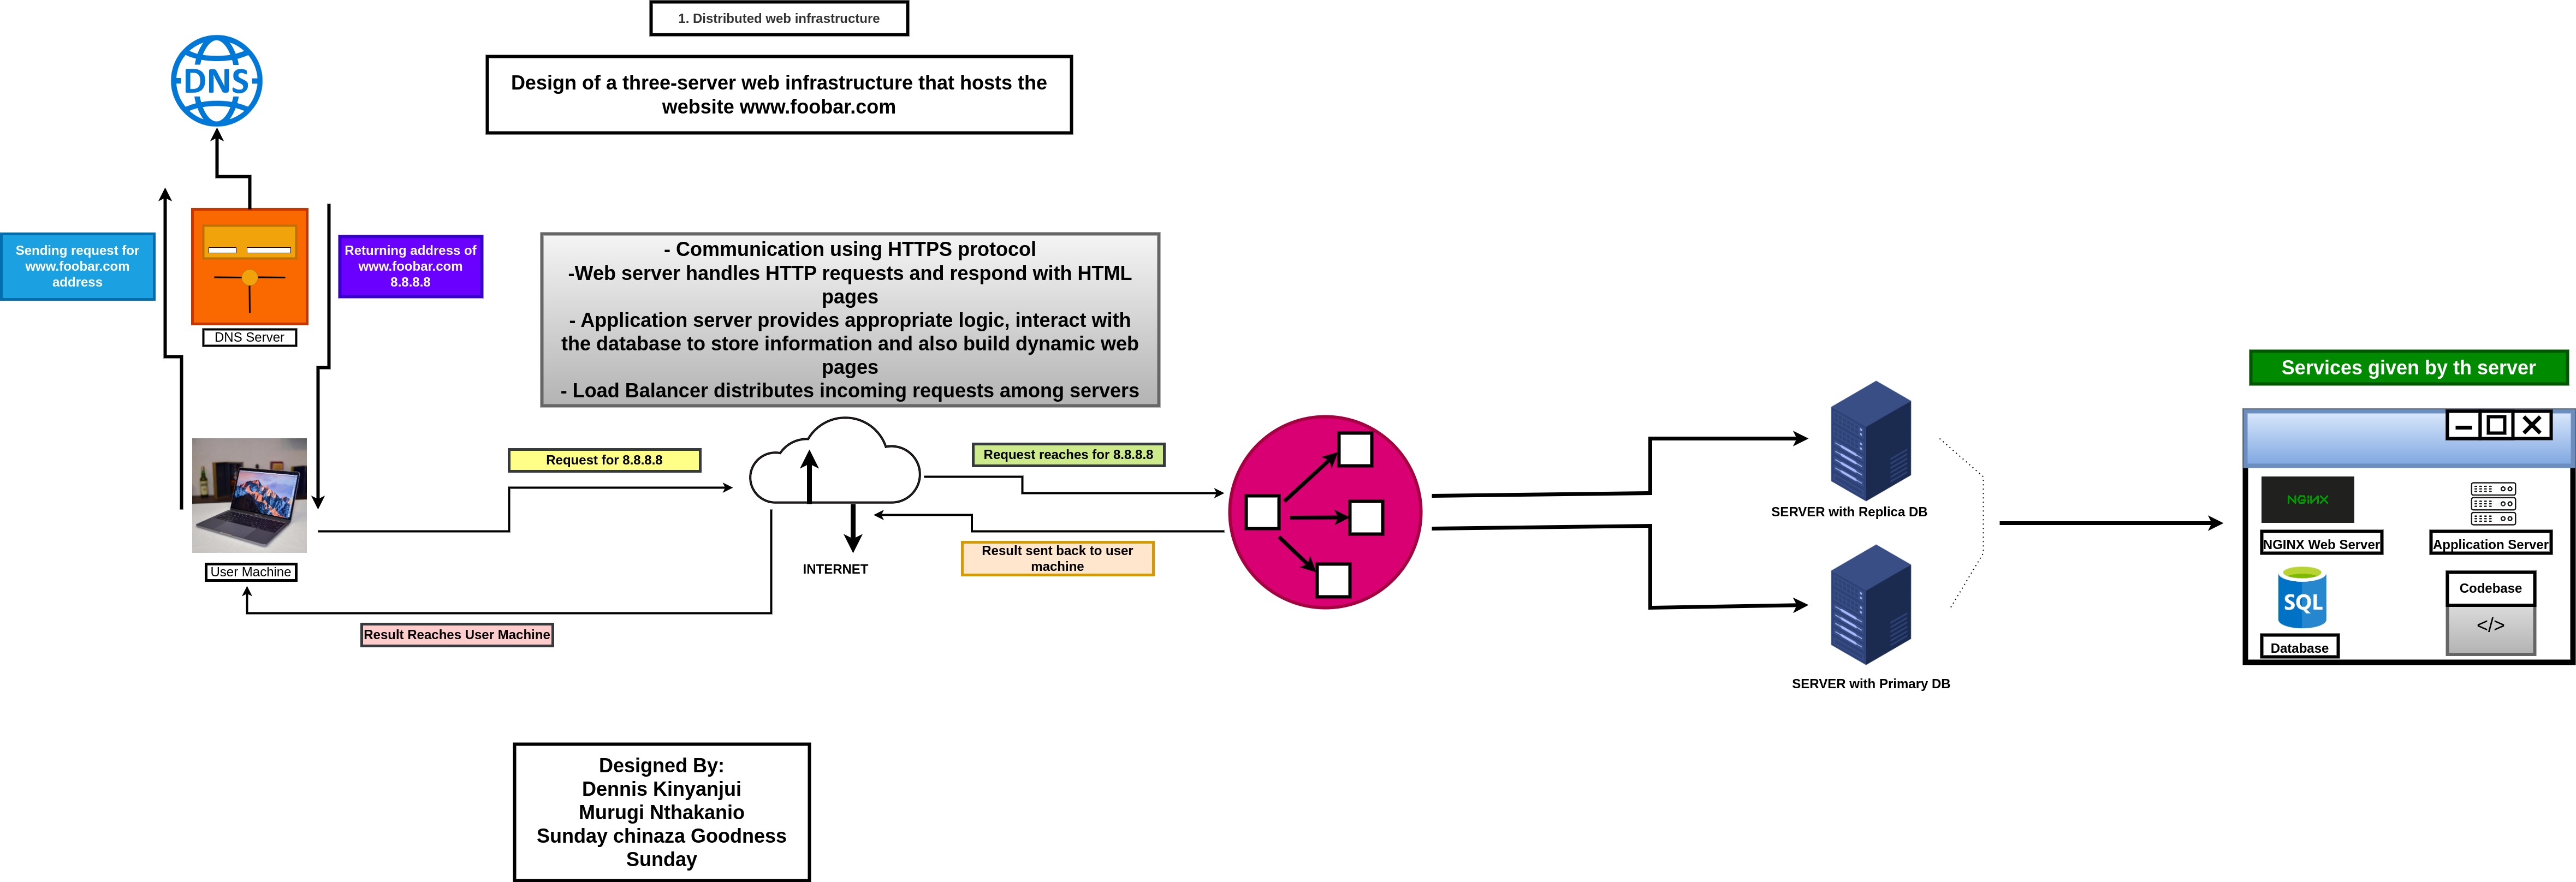 1. Distributed web infrastructure
DNS
Design of a three-server web infrastructure that hosts the
website www.foobar.com
Sending request for
www.foobar.com
address
Returning address of
www.foobar.com
8.8.8.8
DNS Server
- Communication using HTTPS protocol
-Web server handles HTTP requests and respond with HTML
pages
- Application server provides appropriate logic, interact with
the database to store information and also build dynamic web
pages
- Load Balancer distributes incoming requests among servers
Services given by th server
Request for 8.8.8.8
Request reaches for 8.8.8.8
SERVER with Replica DB
NGINX
NGINX Web Server
Application Server
User Machine
INTERNET
Result sent back to user
machine
SQL
Codebase
</>
Database
Result Reaches User Machine
SERVER with Primary DB
Designed By:
Dennis Kinyanjui
Murugi Nthakanio
Sunday chinaza Goodness
Sunday